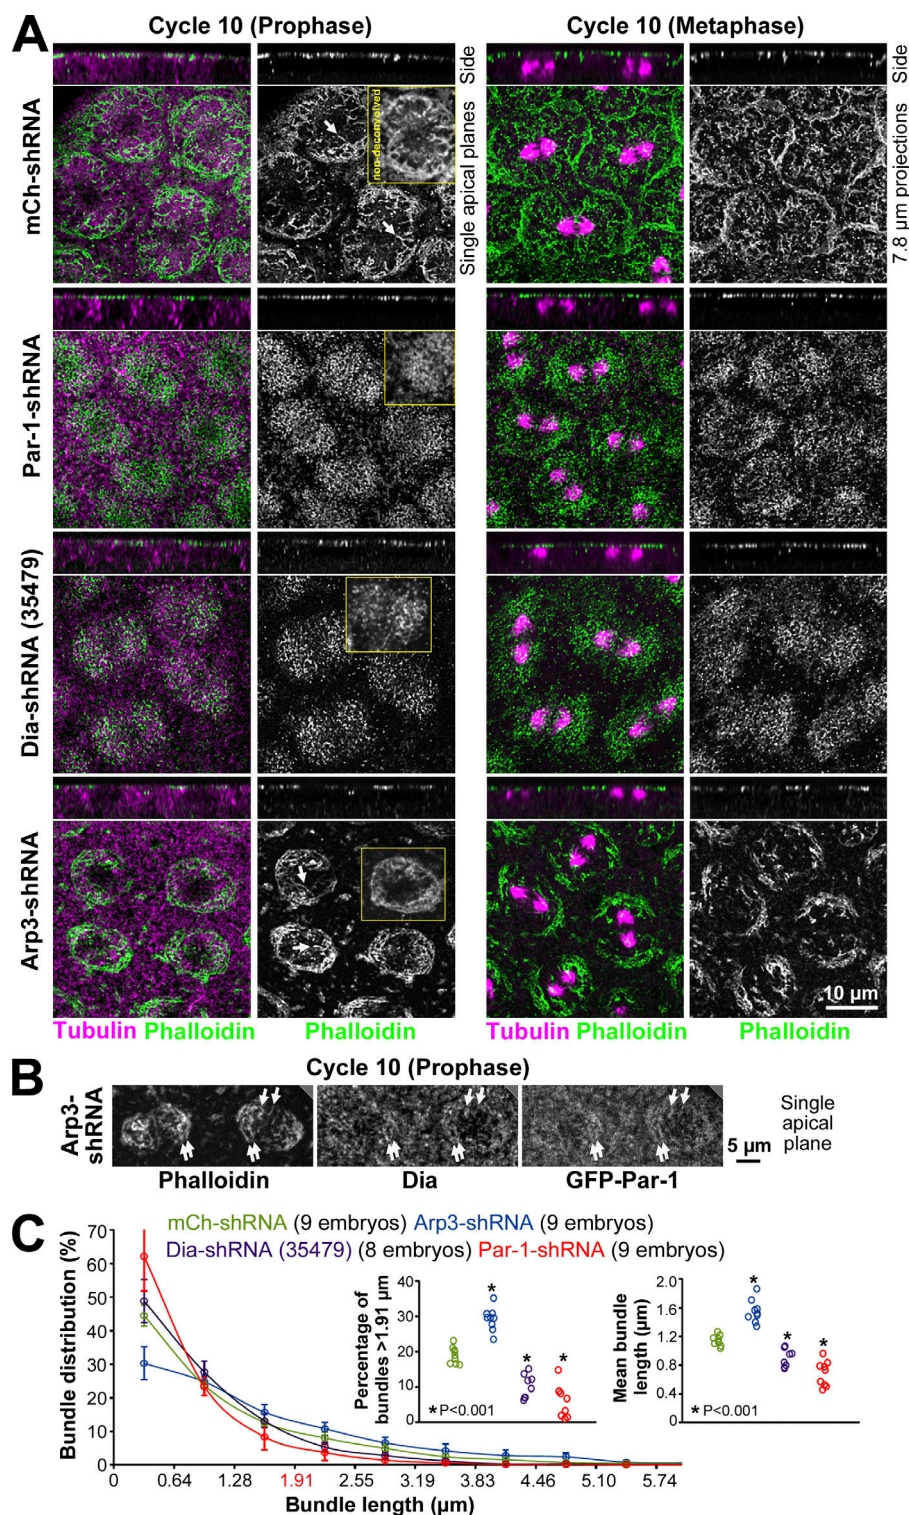 A
Cycle 10 (Prophase)
Cycle 10 (Metaphase)
mCh-shRNA
non-deconvolved
Side
Single apical planes
Side
7.8 µm projections
Par-1-shRNA
Dia-shRNA (35479)
Arp3-shRNA
10 µm
Tubulin Phalloidin
Phalloidin
Tubulin Phalloidin
Phalloidin
B
Cycle 10 (Prophase)
Arp3-
shRNA
Single
apical
plane
5 µm
Phalloidin
Dia
GFP-Par-1
C
mCh-shRNA (9 embryos) Arp3-shRNA (9 embryos)
Dia-shRNA (35479) (8 embryos) Par-1-shRNA (9 embryos)
Bundle distribution (%)
70
60
50
40
30
20
10
0
0 0.64 1.28 1.91 2.55 3.19 3.83 4.46 5.10 5.74
Bundle length (µm)
Percentage of
bundles >1.91 µm
40
30
20
10
0
*
*
*
* P<0.001
Mean bundle
length (µm)
2.0
1.6
1.2
0.8
0.4
0
*
*
*
* P<0.001